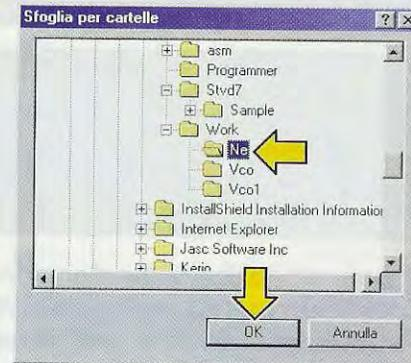 Sfoglia per cartelle
asm
Programmer
Stvd7
Sample
Work
Ne
Vco
Vco1
InstallShield Installation Information
Internet Explorer
Jasc Software Inc
Kerio
OK
Annulla